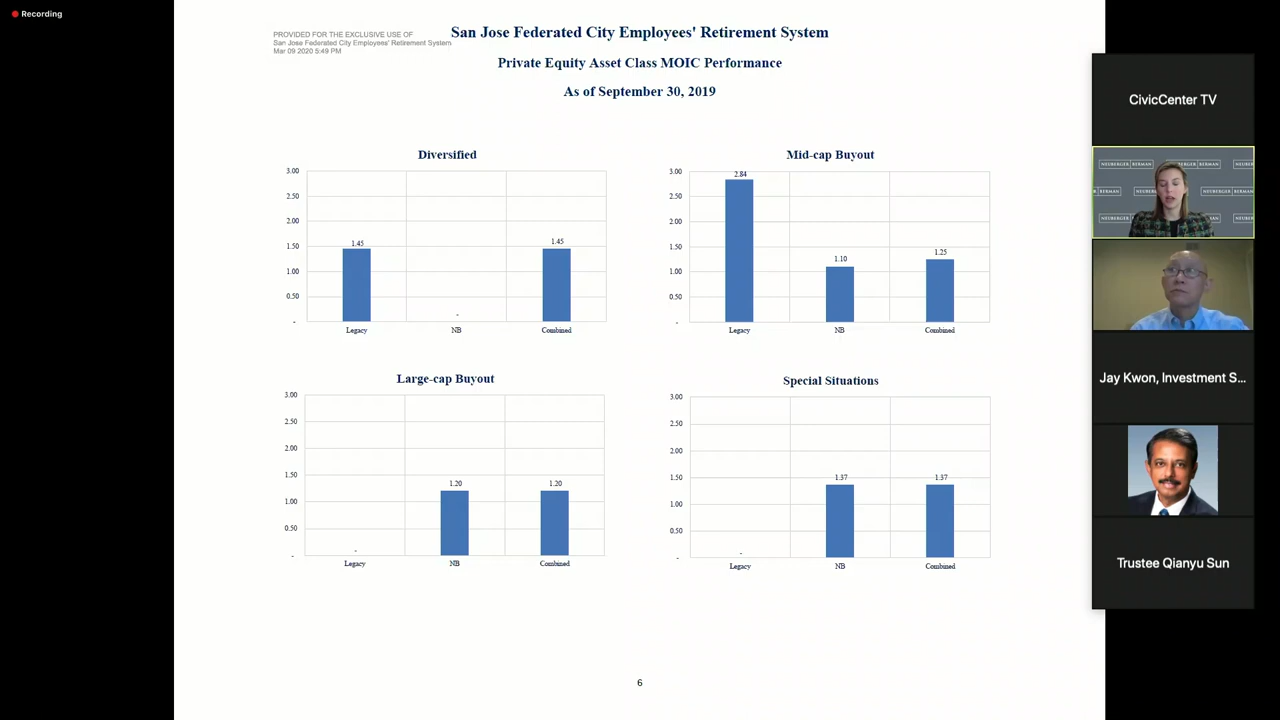 Recording
PROVIDED FOR THE EXCLUSIVE USE OF
San Jose Federated City Employees' Retirement System
Mar 09 2020 5:49 PM
San Jose Federated City Employees' Retirement System
Private Equity Asset Class MOIC Performance
As of September 30, 2019
Diversified
3.00
2.50
2.00
1.50
1.00
0.50
-
1.45
-
1.45
Legacy
NB
Combined
Mid-cap Buyout
3.00
2.50
2.00
1.50
1.00
0.50
-
2.84
1.10
1.25
Legacy
NB
Combined
Large-cap Buyout
3.00
2.50
2.00
1.50
1.00
0.50
-
-
1.20
1.20
Legacy
NB
Combined
Special Situations
3.00
2.50
2.00
1.50
1.00
0.50
-
-
1.37
1.37
Legacy
NB
Combined
6
CivicCenter TV
NEUBERGER BERMAN
Jay Kwon, Investment S...
Trustee Qianyu Sun